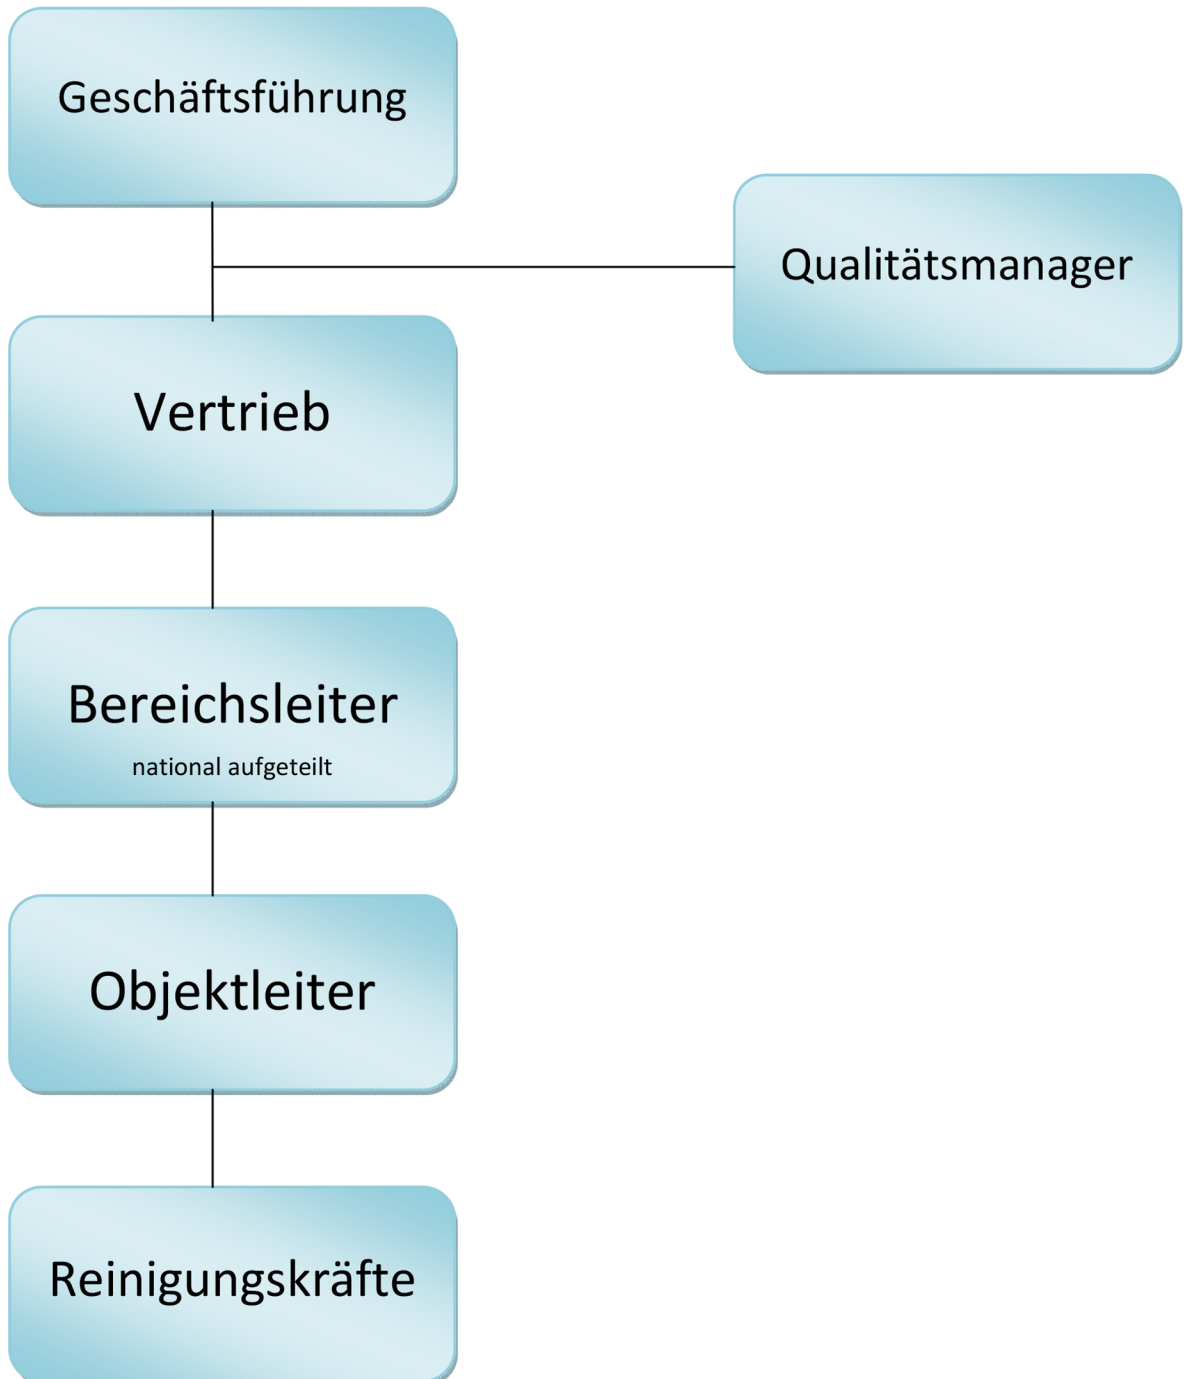 Geschäftsführung
Qualitätsmanager
Vertrieb
Bereichsleiter
national aufgeteilt
Objektleiter
Reinigungskräfte